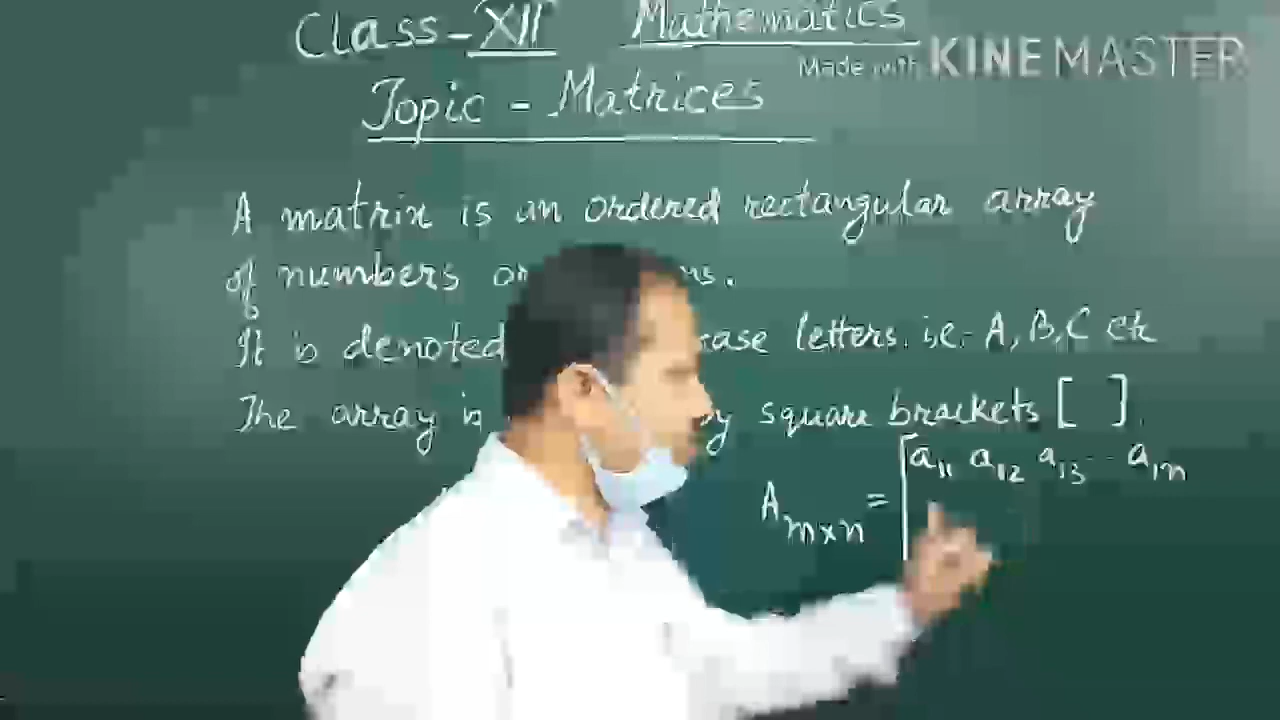 Class-XII Mathematics
Made with KINEMASTER
Topic - Matrices
A matrix is an ordered rectangular array
of numbers or
It is denoted case letters. i.e. A, B, C etc
The array is by square brackets [ ].
A m×n = [ a11 a12 a13 -- a1n